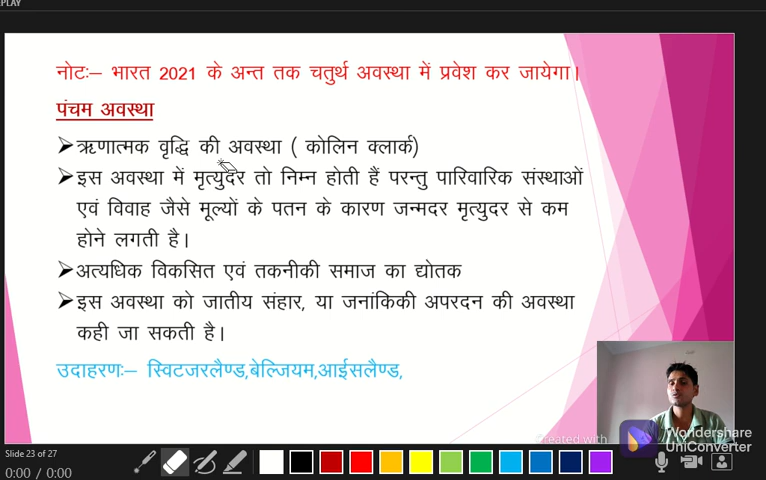 PLAY
नोटः– भारत 2021 के अन्त तक चतुर्थ अवस्था में प्रवेश कर जायेगा।
पंचम अवस्था
➢ऋणात्मक वृद्धि की अवस्था ( कोलिन क्लार्क)
➢इस अवस्था में मृत्युदर तो निम्न होती हैं परन्तु पारिवारिक संस्थाओं
एवं विवाह जैसे मूल्यों के पतन के कारण जन्मदर मृत्युदर से कम
होने लगती है।
➢अत्यधिक विकसित एवं तकनीकी समाज का द्योतक
➢इस अवस्था को जातीय संहार, या जनांकिकी अपरदन की अवस्था
कही जा सकती है।
उदाहरणः– स्विटजरलैण्ड,बेल्जियम,आईसलैण्ड,
Created with
Wondershare
UniConverter
Slide 23 of 27
0:00 / 0:00